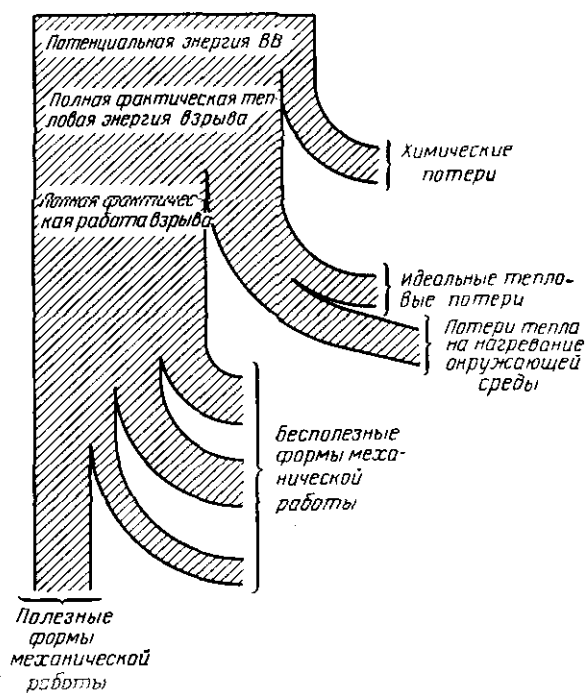 Потенциальная энергия ВВ
Полная фактическая теп-
ловая энергия взрыва
Химические
потери
Полная фактичес-
кая работа взрыва
идеальные тепло-
вые потери
Потери тепла
на нагревание
окружающей
среды
Бесполезные
формы меха-
нической
работы
Полезные
формы
механической
работы